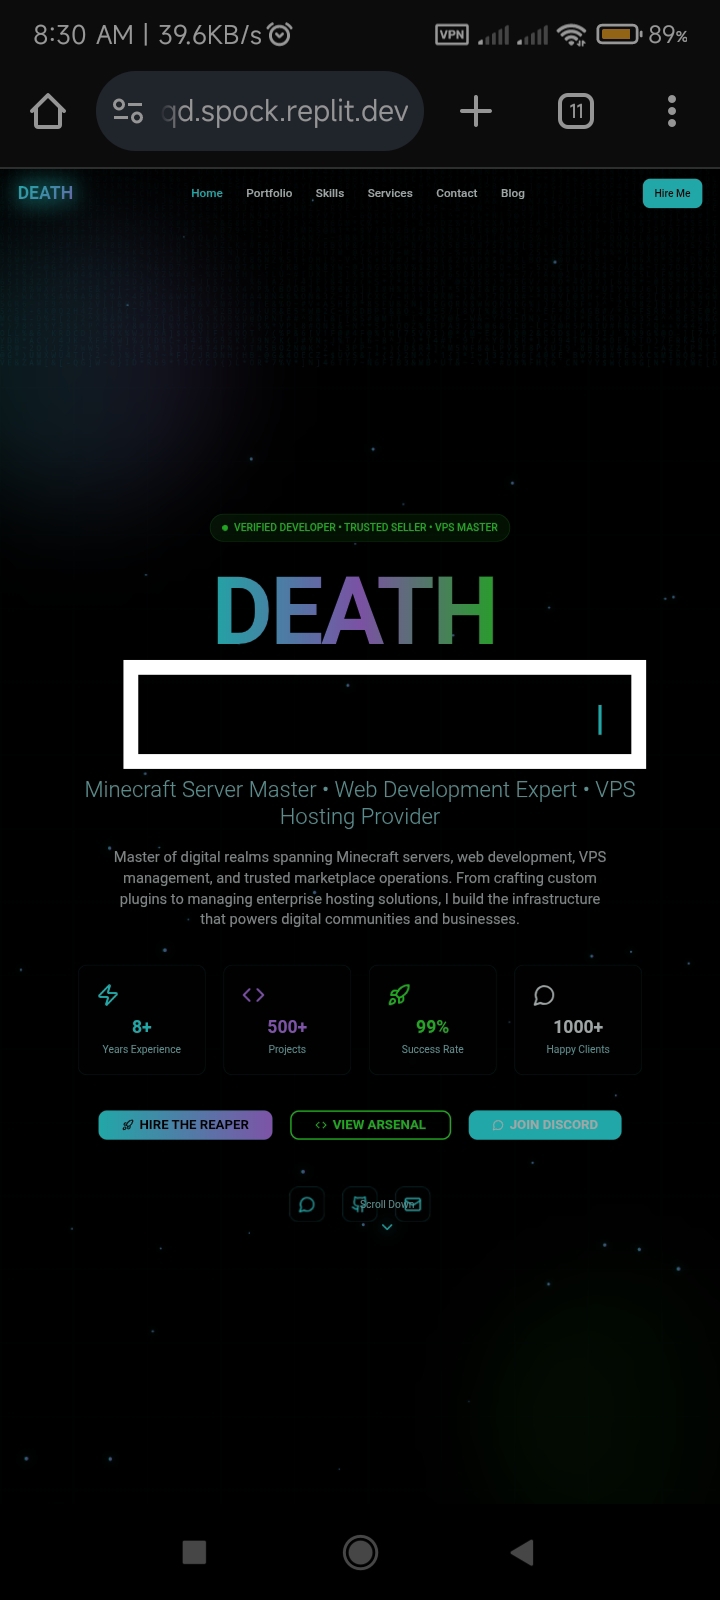 8:30 AM | 39.6KB/s VPN 89%
qd.spock.replit.dev 11
DEATH Home Portfolio Skills Services Contact Blog Hire Me
VERIFIED DEVELOPER • TRUSTED SELLER • VPS MASTER
DEATH
Minecraft Server Master • Web Development Expert • VPS
Hosting Provider
Master of digital realms spanning Minecraft servers, web development, VPS
management, and trusted marketplace operations. From crafting custom
plugins to managing enterprise hosting solutions, I build the infrastructure
that powers digital communities and businesses.
8+ 500+ 99% 1000+
Years Experience Projects Success Rate Happy Clients
HIRE THE REAPER VIEW ARSENAL JOIN DISCORD
Scroll Down